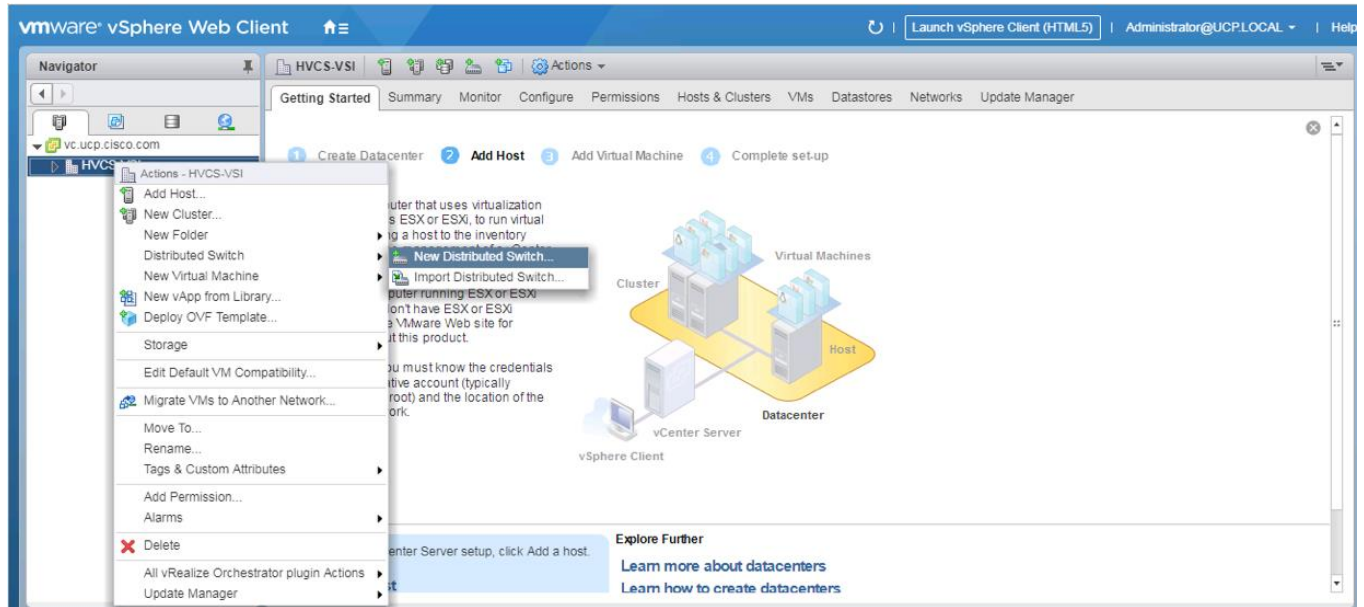 vmware® vSphere Web Client
Launch vSphere Client (HTML5) | Administrator@UCP.LOCAL | Help
Navigator
HVCS-VSI
Actions
Getting Started Summary Monitor Configure Permissions Hosts & Clusters VMs Datastores Networks Update Manager
vc.ucp.cisco.com
HVCS-VSI
1 Create Datacenter 2 Add Host 3 Add Virtual Machine 4 Complete set-up
Actions - HVCS-VSI
Add Host...
New Cluster...
New Folder
Distributed Switch
New Virtual Machine
New vApp from Library...
Deploy OVF Template...
Storage
Edit Default VM Compatibility...
Migrate VMs to Another Network...
Move To...
Rename...
Tags & Custom Attributes
Add Permission...
Alarms
Delete
All vRealize Orchestrator plugin Actions
Update Manager
New Distributed Switch...
Import Distributed Switch...
uter that uses virtualization
s ESX or ESXi, to run virtual
g a host to the inventory
puter running ESX or ESXi
on't have ESX or ESXi
e VMware Web site for
ut this product.
ou must know the credentials
tive account (typically
root) and the location of the
ork.
Virtual Machines
Cluster
Host
Datacenter
vCenter Server
vSphere Client
enter Server setup, click Add a host.
st
Explore Further
Learn more about datacenters
Learn how to create datacenters